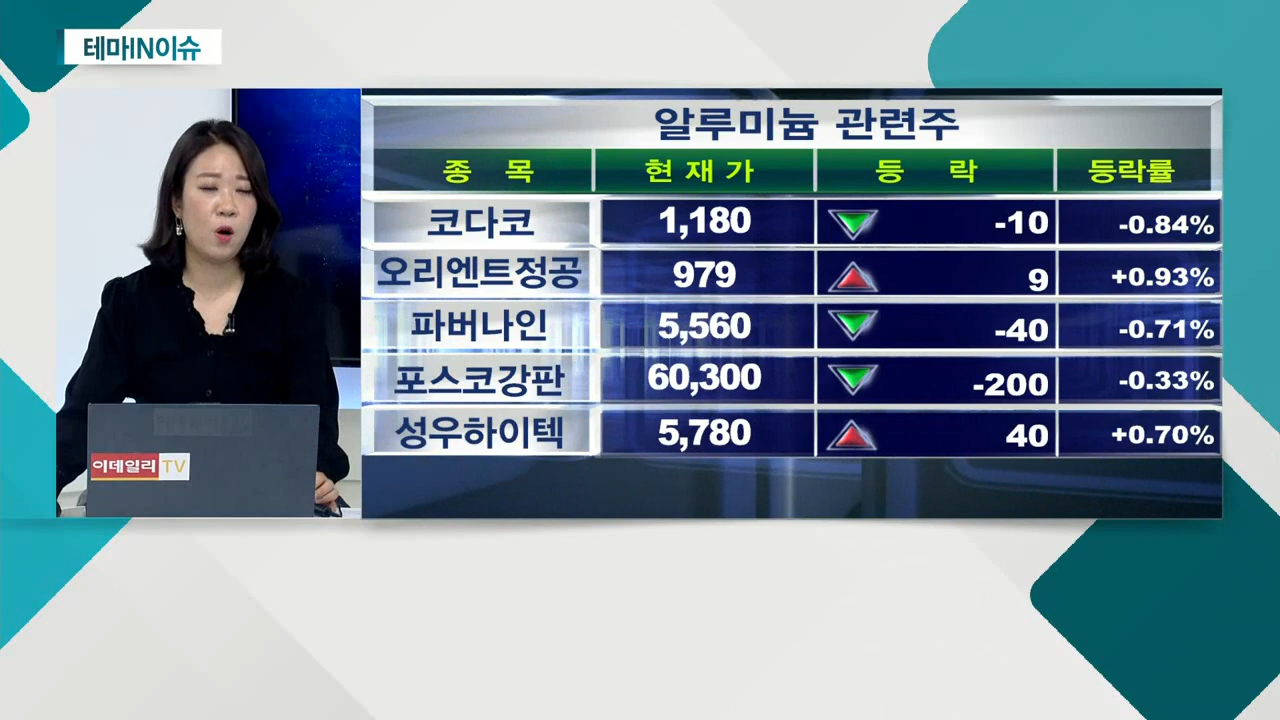 테마IN이슈
알루미늄 관련주
종 목 현 재 가 등 락 등락률
코다코 1,180 -10 -0.84%
오리엔트정공 979 9 +0.93%
파버나인 5,560 -40 -0.71%
포스코강판 60,300 -200 -0.33%
성우하이텍 5,780 40 +0.70%
이데일리 TV